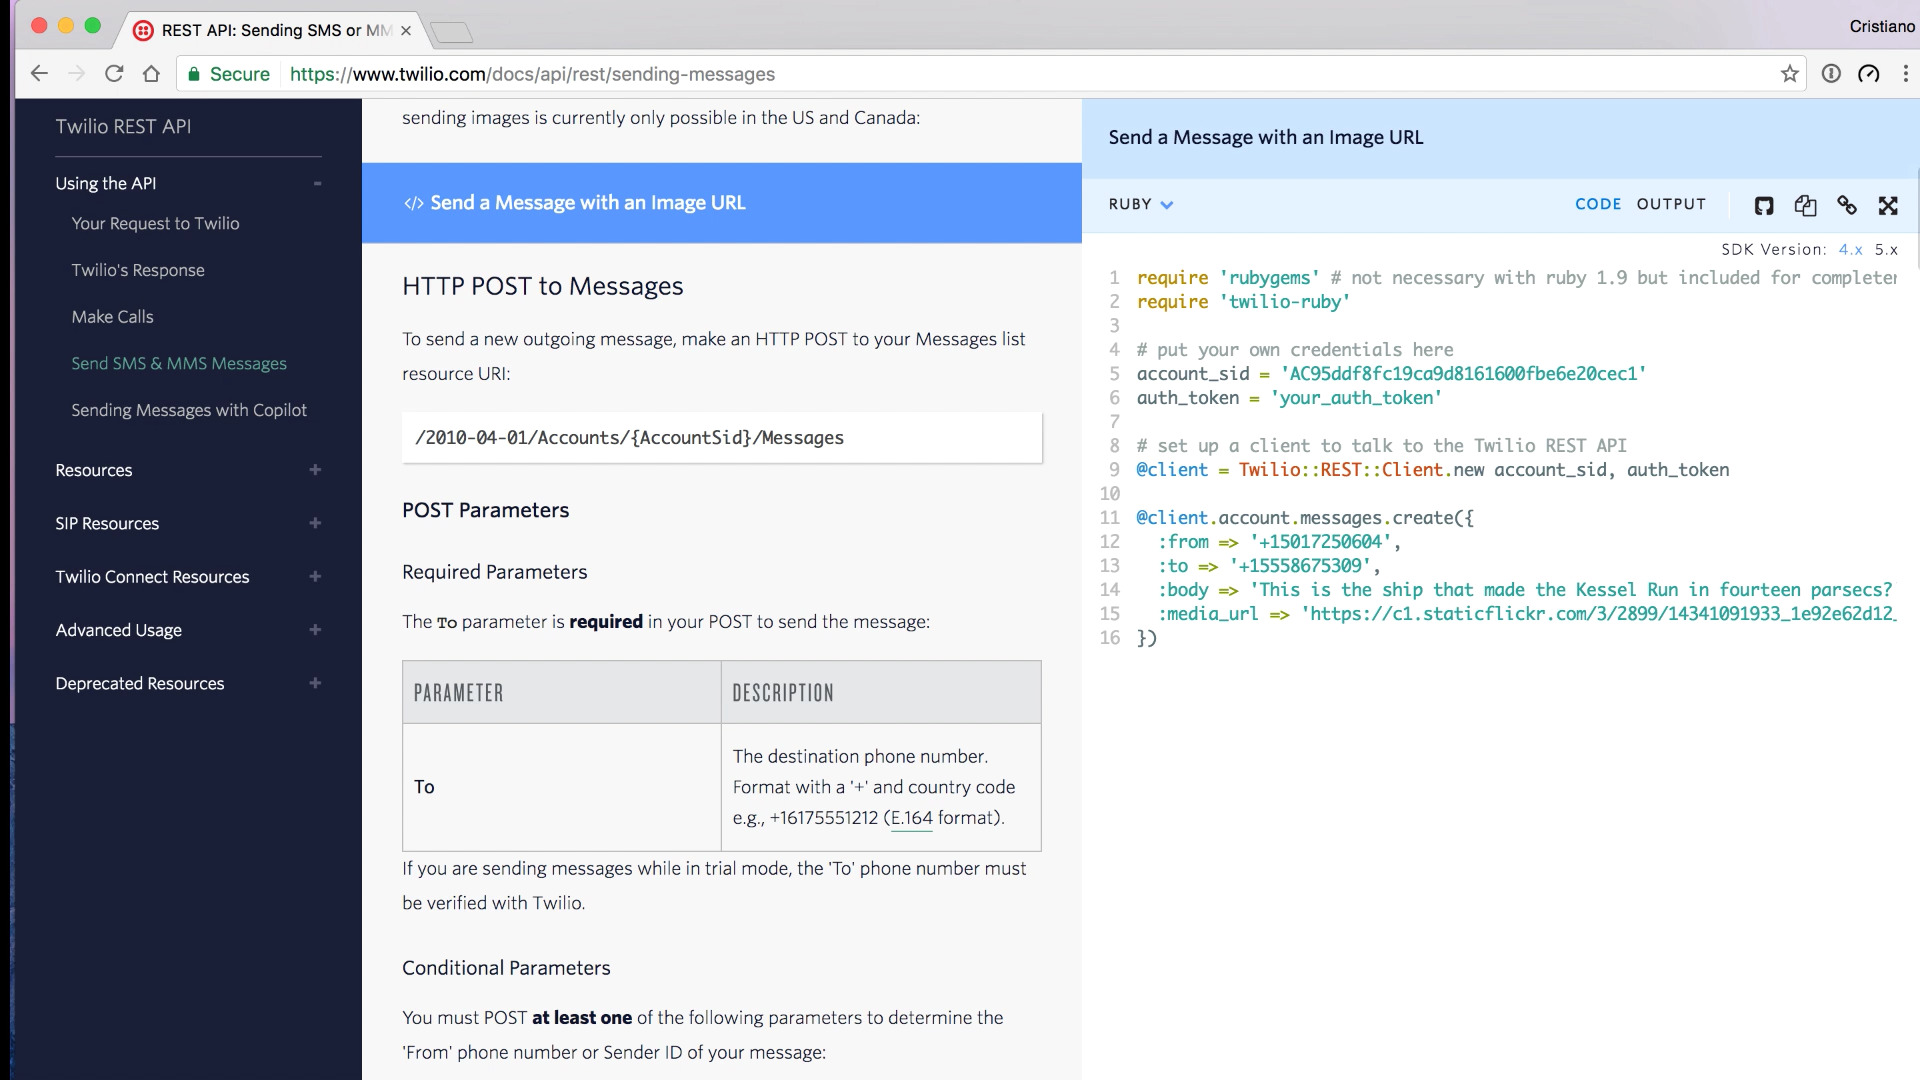 REST API: Sending SMS or MM
Cristiano
Secure
https://www.twilio.com/docs/api/rest/sending-messages
Twilio REST API
Using the API
Your Request to Twilio
Twilio's Response
Make Calls
Send SMS & MMS Messages
Sending Messages with Copilot
Resources
SIP Resources
Twilio Connect Resources
Advanced Usage
Deprecated Resources
sending images is currently only possible in the US and Canada:
</> Send a Message with an Image URL
HTTP POST to Messages
To send a new outgoing message, make an HTTP POST to your Messages list
resource URI:
/2010-04-01/Accounts/{AccountSid}/Messages
POST Parameters
Required Parameters
The To parameter is required in your POST to send the message:
PARAMETER DESCRIPTION
To
The destination phone number.
Format with a '+' and country code
e.g., +16175551212 (E.164 format).
If you are sending messages while in trial mode, the 'To' phone number must
be verified with Twilio.
Conditional Parameters
You must POST at least one of the following parameters to determine the
'From' phone number or Sender ID of your message:
Send a Message with an Image URL
RUBY CODE OUTPUT
SDK Version: 4.x 5.x
1 require 'rubygems' # not necessary with ruby 1.9 but included for completen
2 require 'twilio-ruby'
3
4 # put your own credentials here
5 account_sid = 'AC95ddf8fc19ca9d8161600fbe6e20cec1'
6 auth_token = 'your_auth_token'
7
8 # set up a client to talk to the Twilio REST API
9 @client = Twilio::REST::Client.new account_sid, auth_token
10
11 @client.account.messages.create({
12 :from => '+15017250604',
13 :to => '+15558675309',
14 :body => 'This is the ship that made the Kessel Run in fourteen parsecs?
15 :media_url => 'https://c1.staticflickr.com/3/2899/14341091933_1e92e62d12_
16 })